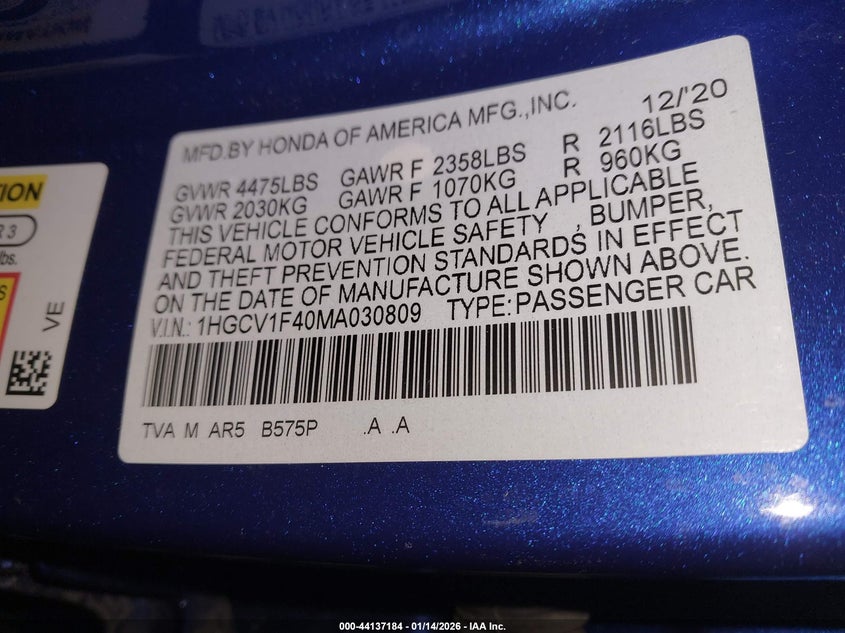 MFD.BY HONDA OF AMERICA MFG.,INC. 12/'20
GVWR 4475LBS GAWR F 2358LBS R 2116LBS
GVWR 2030KG GAWR F 1070KG R 960KG
THIS VEHICLE CONFORMS TO ALL APPLICABLE
FEDERAL MOTOR VEHICLE SAFETY , BUMPER,
AND THEFT PREVENTION STANDARDS IN EFFECT
ON THE DATE OF MANUFACTURE SHOWN ABOVE.
V.I.N.: 1HGCV1F40MA030809 TYPE:PASSENGER CAR
TVA M AR5 B575P .A .A
TION
R 3
lbs.
S
VE
000-44137184 - 01/14/2026 - IAA Inc.